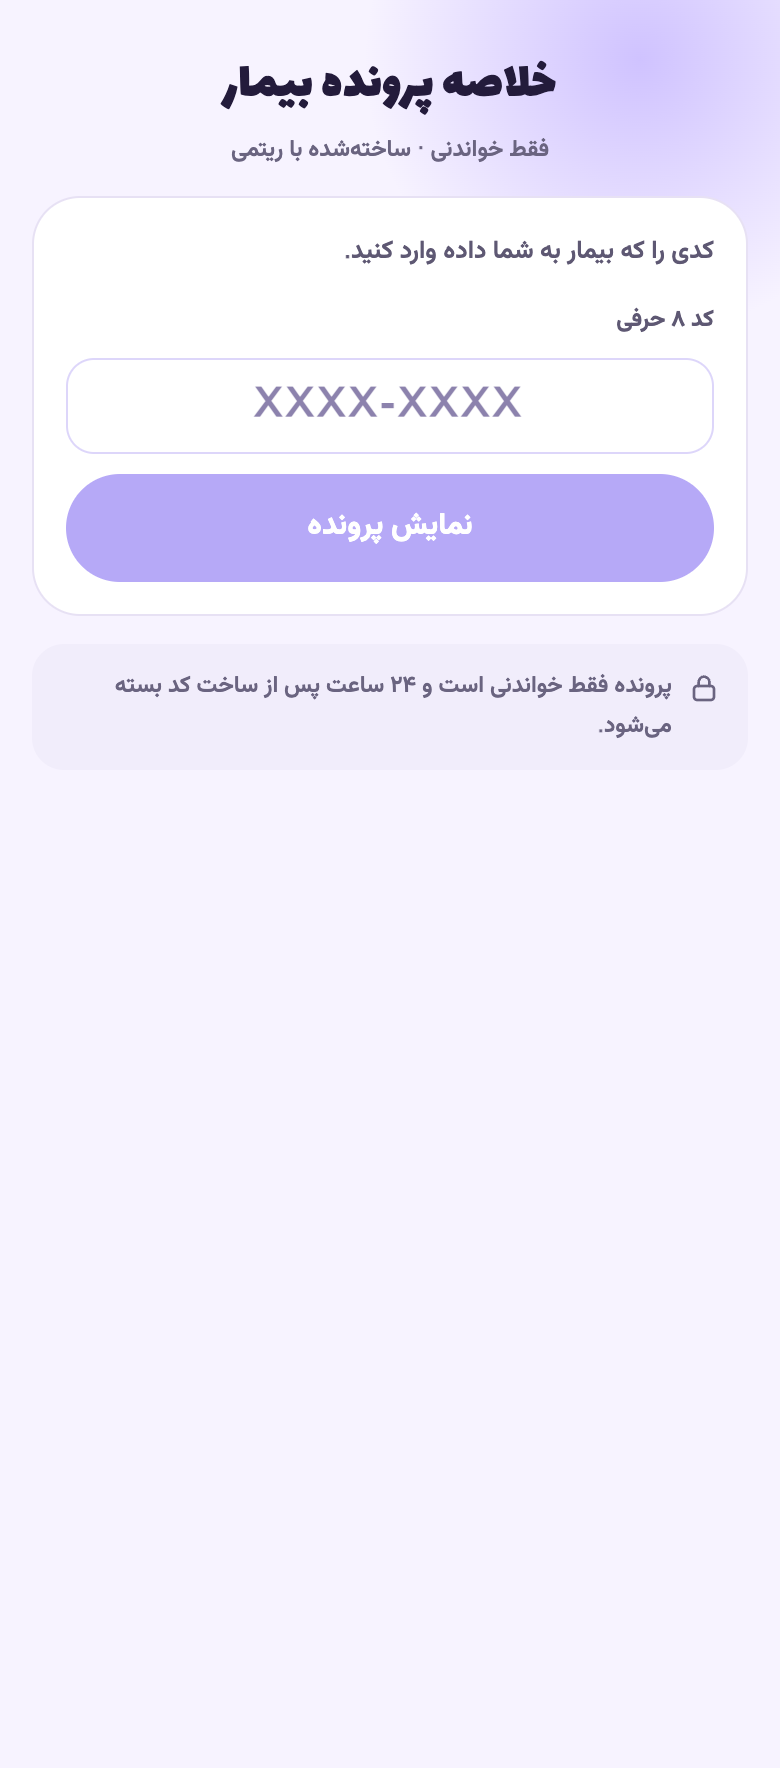 خلاصه پرونده بیمار
فقط خواندنی · ساخته‌شده با ریتمی
کدی را که بیمار به شما داده وارد کنید.
کد ۸ حرفی
XXXX-XXXX
نمایش پرونده
پرونده فقط خواندنی است و ۲۴ ساعت پس از ساخت کد بسته
می‌شود.